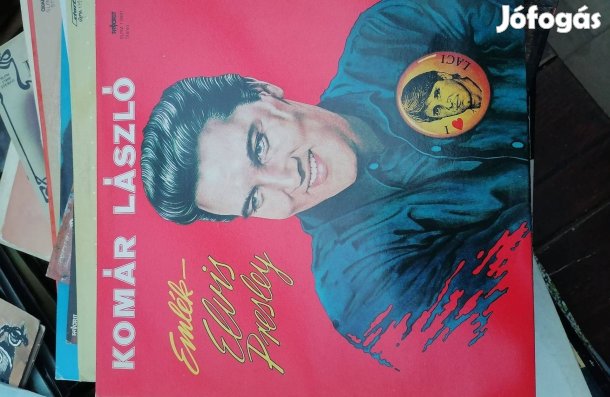 Jófogás
KOMÁR LÁSZLÓ
Emlék–
Elvis
Presley
I ♥
LACI